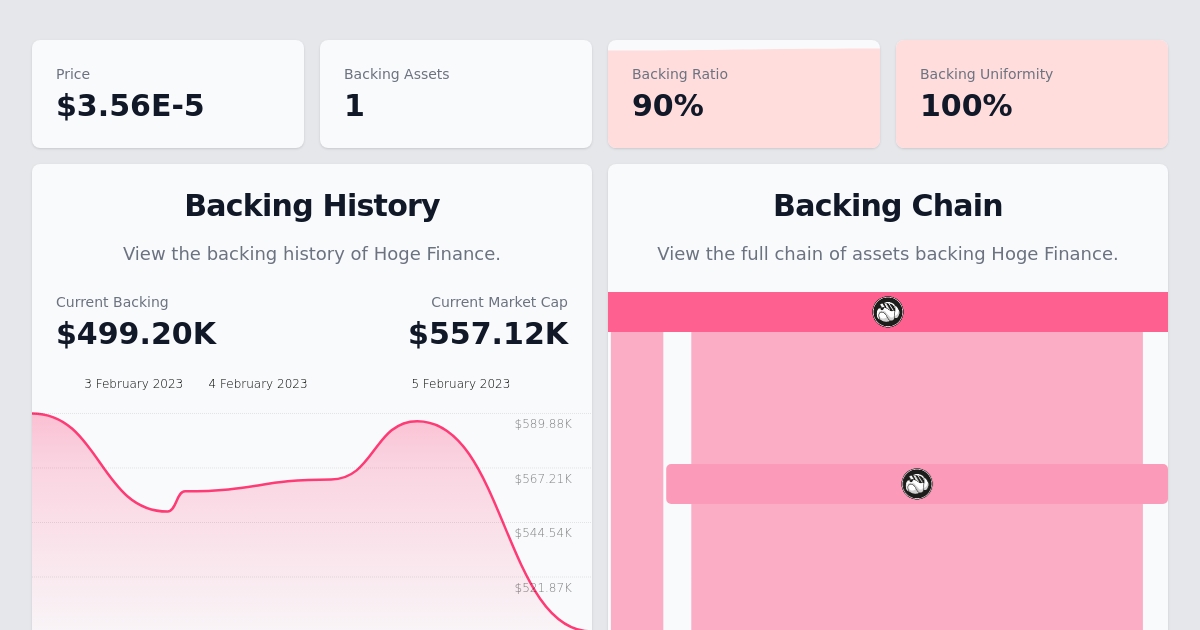 Price
$3.56E-5
Backing Assets
1
Backing Ratio
90%
Backing Uniformity
100%
Backing History
View the backing history of Hoge Finance.
Current Backing
$499.20K
Current Market Cap
$557.12K
3 February 2023
4 February 2023
5 February 2023
$589.88K
$567.21K
$544.54K
$521.87K
Backing Chain
View the full chain of assets backing Hoge Finance.